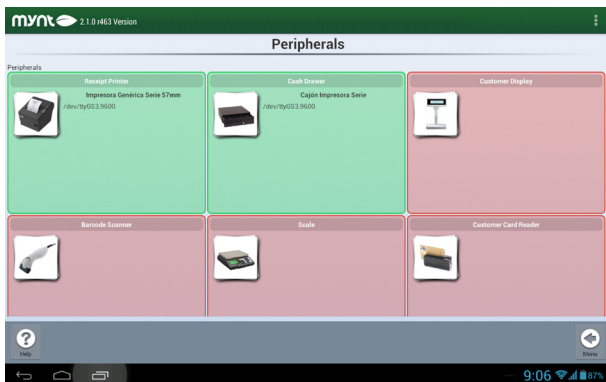 mynt 2.1.0 r463 Version
Peripherals
Peripherals
Receipt Printer
Impresora Genérica Serie 57mm
/dev/ttyGS3,9600
Cash Drawer
Cajón Impresora Serie
/dev/ttyGS3,9600
Customer Display
Barcode Scanner
Scale
Customer Card Reader
Help
Menu
9:06 87%